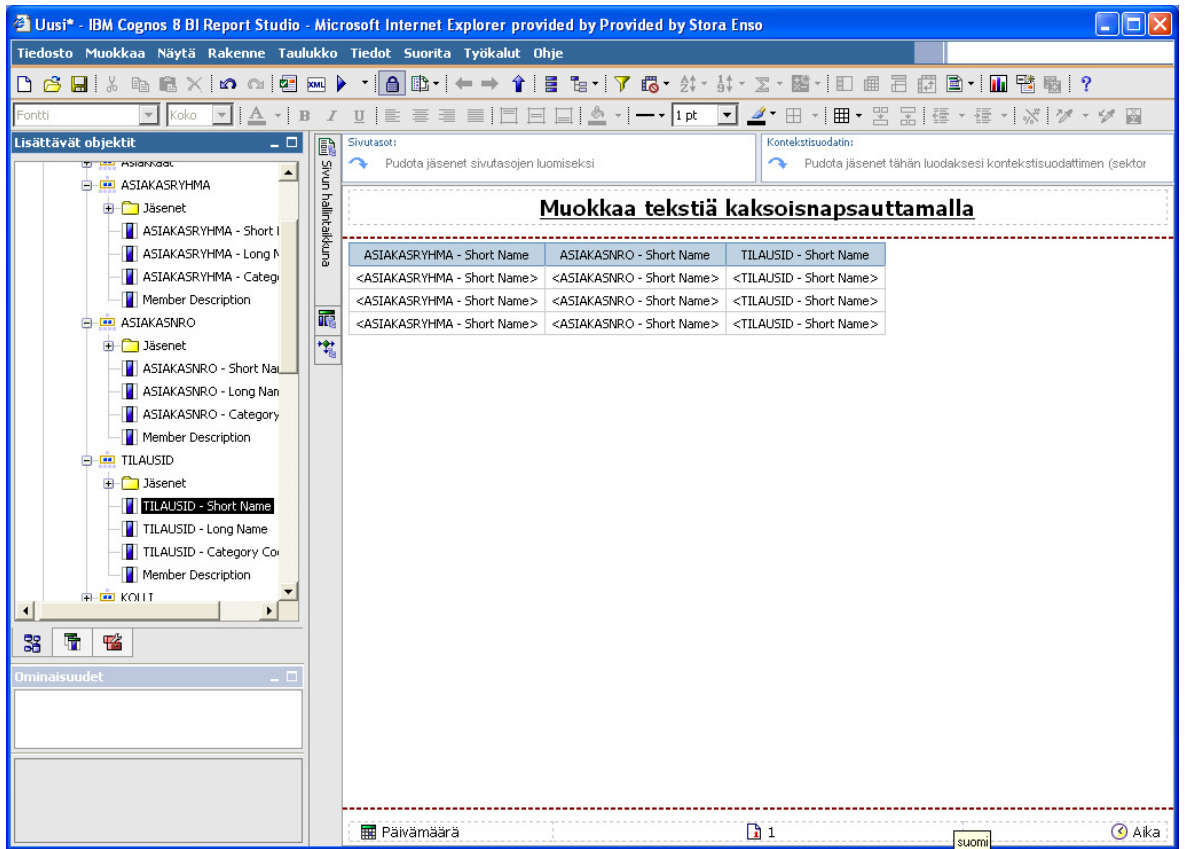 Uusi* - IBM Cognos 8 BI Report Studio - Microsoft Internet Explorer provided by Provided by Stora Enso
Tiedosto Muokkaa Näytä Rakenne Taulukko Tiedot Suorita Työkalut Ohje
Fontti Koko 1 pt
Lisättävät objektit
Asiakkaat
ASIAKASRYHMA
Jäsenet
ASIAKASRYHMA - Short
ASIAKASRYHMA - Long
ASIAKASRYHMA - Categ
Member Description
ASIAKASNRO
Jäsenet
ASIAKASNRO - Short Na
ASIAKASNRO - Long Nan
ASIAKASNRO - Category
Member Description
TILAUSID
Jäsenet
TILAUSID - Short Name
TILAUSID - Long Name
TILAUSID - Category Co
Member Description
KOLLI
Ominaisuudet
Sivun hallintaikkuna
Sivutasot:
Pudota jäsenet sivutasojen luomiseksi
Kontekstisuodatin:
Pudota jäsenet tähän luodaksesi kontekstisuodattimen (sektor
Muokkaa tekstiä kaksoisnapsauttamalla
ASIAKASRYHMA - Short Name ASIAKASNRO - Short Name TILAUSID - Short Name
<ASIAKASRYHMA - Short Name> <ASIAKASNRO - Short Name> <TILAUSID - Short Name>
<ASIAKASRYHMA - Short Name> <ASIAKASNRO - Short Name> <TILAUSID - Short Name>
<ASIAKASRYHMA - Short Name> <ASIAKASNRO - Short Name> <TILAUSID - Short Name>
Päivämäärä 1 Aika
suomi